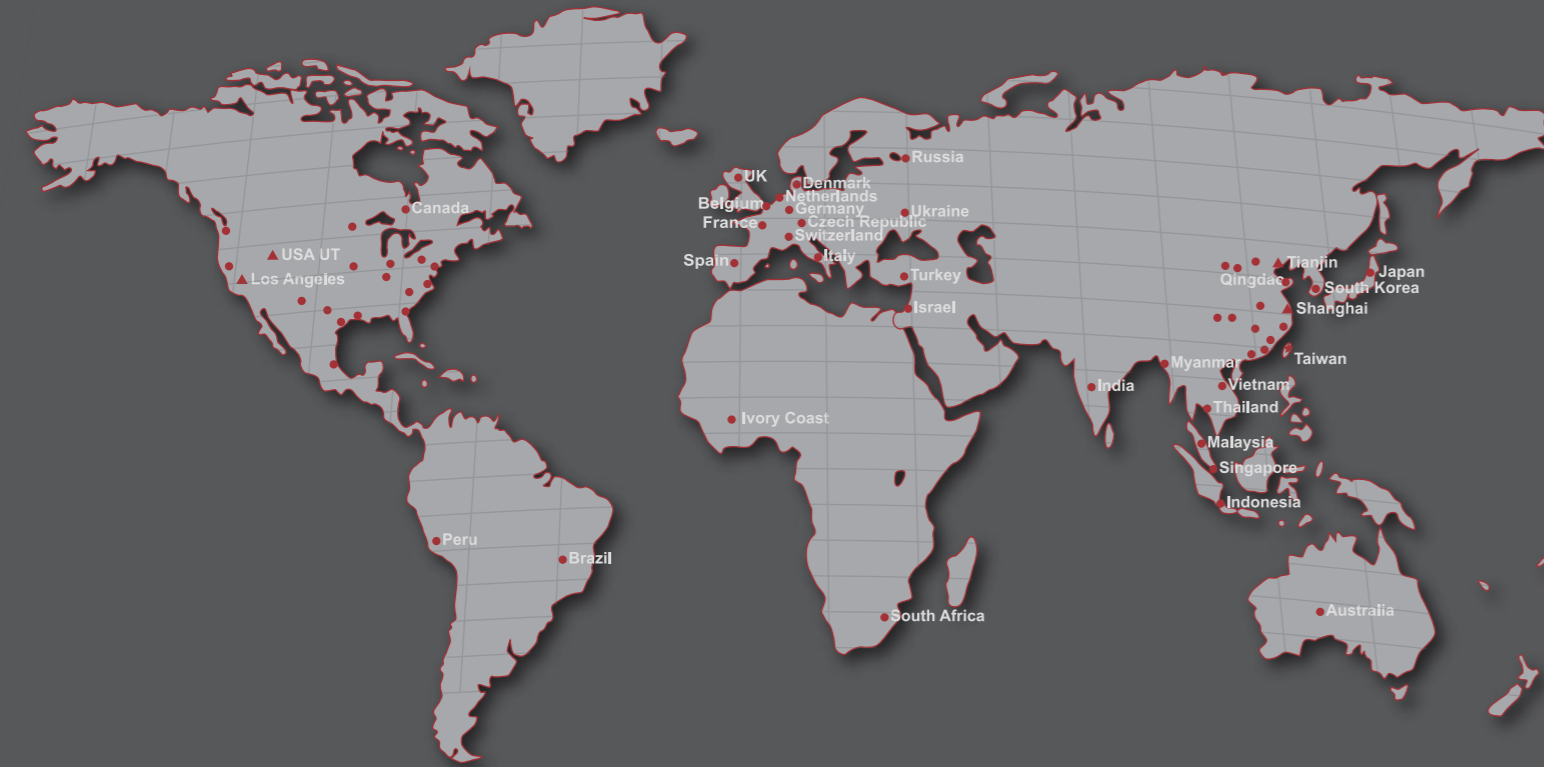 Russia
UK
Denmark
Netherlands
Belgium
Germany
Canada
Ukraine
France
Czech Republic
Switzerland
USA UT
Italy
Spain
Tianjin
Japan
Turkey
Los Angeles
Qingdao
South Korea
Israel
Shanghai
Taiwan
Myanmar
India
Vietnam
Thailand
Ivory Coast
Malaysia
Singapore
Indonesia
Peru
Brazil
Australia
South Africa